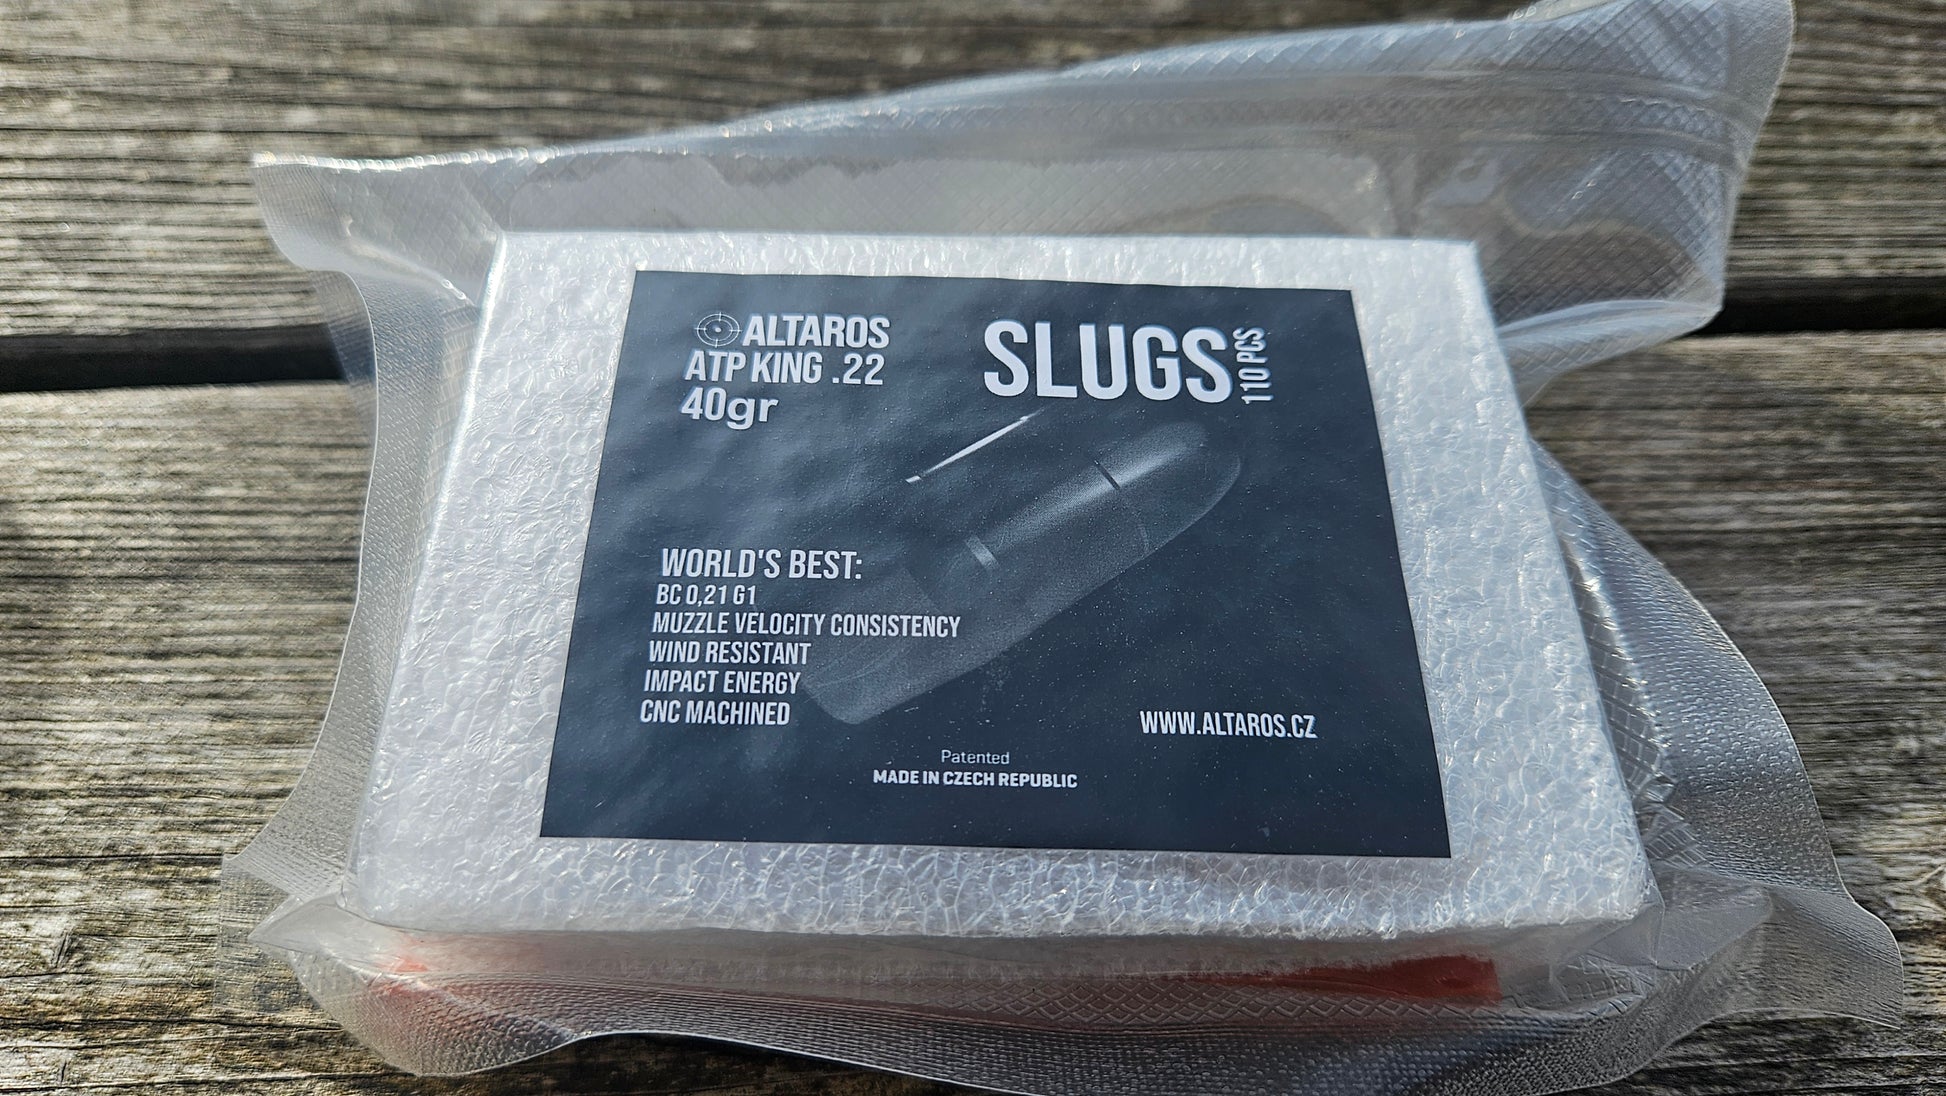 ALTAROS
ATP KING .22
40gr
SLUGS
110 PCS
WORLD'S BEST:
BC 0,21 G1
MUZZLE VELOCITY CONSISTENCY
WIND RESISTANT
IMPACT ENERGY
CNC MACHINED
WWW.ALTAROS.CZ
Patented
MADE IN CZECH REPUBLIC